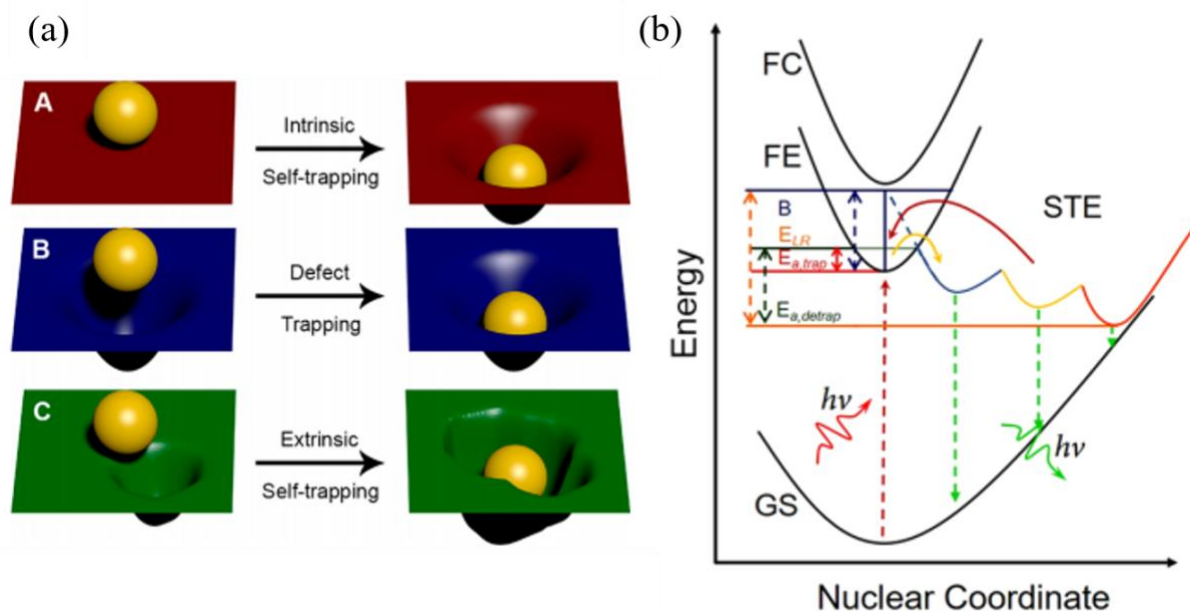 (a)
A
Intrinsic
Self-trapping
B
Defect
Trapping
C
Extrinsic
Self-trapping
(b)
FC
FE
STE
B
E_LR
E_a,trap
E_a,detrap
Energy
hν
hν
GS
Nuclear Coordinate